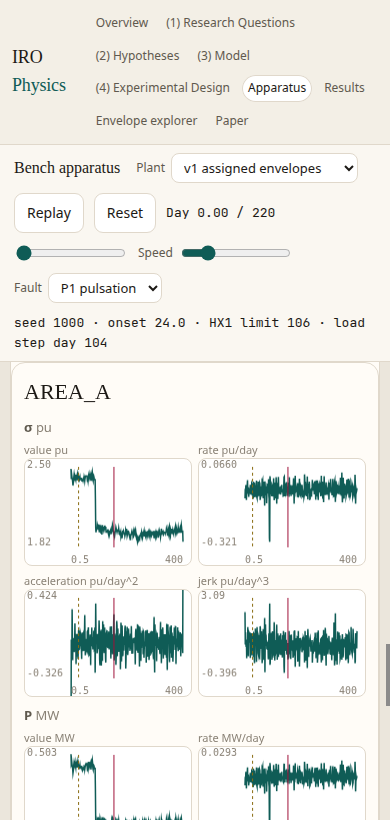 Overview (1) Research Questions
IRO Physics
(2) Hypotheses (3) Model
(4) Experimental Design Apparatus Results
Envelope explorer Paper
Bench apparatus Plant v1 assigned envelopes
Replay Reset Day 0.00 / 220
Speed
Fault P1 pulsation
seed 1000 · onset 24.0 · HX1 limit 106 · load
step day 104
AREA_A
σ pu
value pu rate pu/day
2.50 0.0660
1.82 -0.321
0.5 400 0.5 400
acceleration pu/day^2 jerk pu/day^3
0.424 3.09
-0.326 -0.396
0.5 400 0.5 400
P MW
value MW rate MW/day
0.503 0.0293